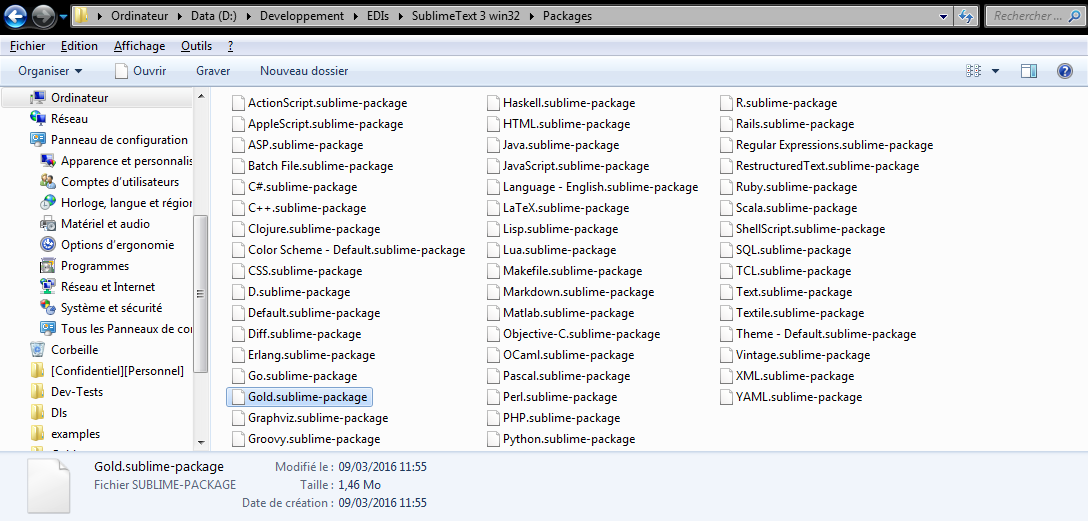 Ordinateur Data (D:) Developpement EDIs SublimeText 3 win32 Packages Rechercher ...
Fichier Edition Affichage Outils ?
Organiser Ouvrir Graver Nouveau dossier
Ordinateur
Réseau
Panneau de configuration
Apparence et personnalis
Comptes d'utilisateurs
Horloge, langue et région
Matériel et audio
Options d'ergonomie
Programmes
Réseau et Internet
Système et sécurité
Tous les Panneaux de con
Corbeille
[Confidentiel][Personnel]
Dev-Tests
DIs
examples
ActionScript.sublime-package
AppleScript.sublime-package
ASP.sublime-package
Batch File.sublime-package
C#.sublime-package
C++.sublime-package
Clojure.sublime-package
Color Scheme - Default.sublime-package
CSS.sublime-package
D.sublime-package
Default.sublime-package
Diff.sublime-package
Erlang.sublime-package
Go.sublime-package
Gold.sublime-package
Graphviz.sublime-package
Groovy.sublime-package
Haskell.sublime-package
HTML.sublime-package
Java.sublime-package
JavaScript.sublime-package
Language - English.sublime-package
LaTeX.sublime-package
Lisp.sublime-package
Lua.sublime-package
Makefile.sublime-package
Markdown.sublime-package
Matlab.sublime-package
Objective-C.sublime-package
OCaml.sublime-package
Pascal.sublime-package
Perl.sublime-package
PHP.sublime-package
Python.sublime-package
R.sublime-package
Rails.sublime-package
Regular Expressions.sublime-package
RestructuredText.sublime-package
Ruby.sublime-package
Scala.sublime-package
ShellScript.sublime-package
SQL.sublime-package
TCL.sublime-package
Text.sublime-package
Textile.sublime-package
Theme - Default.sublime-package
Vintage.sublime-package
XML.sublime-package
YAML.sublime-package
Gold.sublime-package Modifié le : 09/03/2016 11:55
Fichier SUBLIME-PACKAGE Taille : 1,46 Mo
Date de création : 09/03/2016 11:55